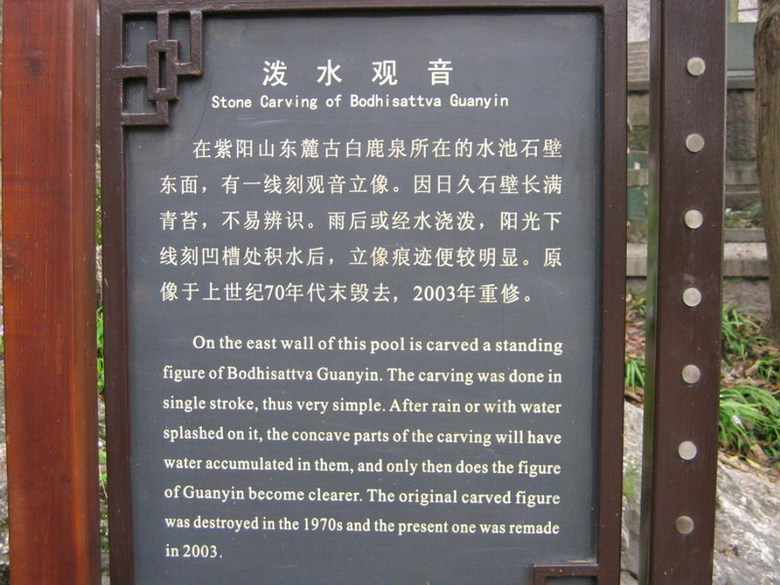 泼水观音
Stone Carving of Bodhisattva Guanyin
在紫阳山东麓古白鹿泉所在的水池石壁
东面，有一线刻观音立像。因日久石壁长满
青苔，不易辨识。雨后或经水浇泼，阳光下
线刻凹槽处积水后，立像痕迹便较明显。原
像于上世纪70年代末毁去，2003年重修。
On the east wall of this pool is carved a standing
figure of Bodhisattva Guanyin. The carving was done in
single stroke, thus very simple. After rain or with water
splashed on it, the concave parts of the carving will have
water accumulated in them, and only then does the figure
of Guanyin become clearer. The original carved figure
was destroyed in the 1970s and the present one was remade
in 2003.